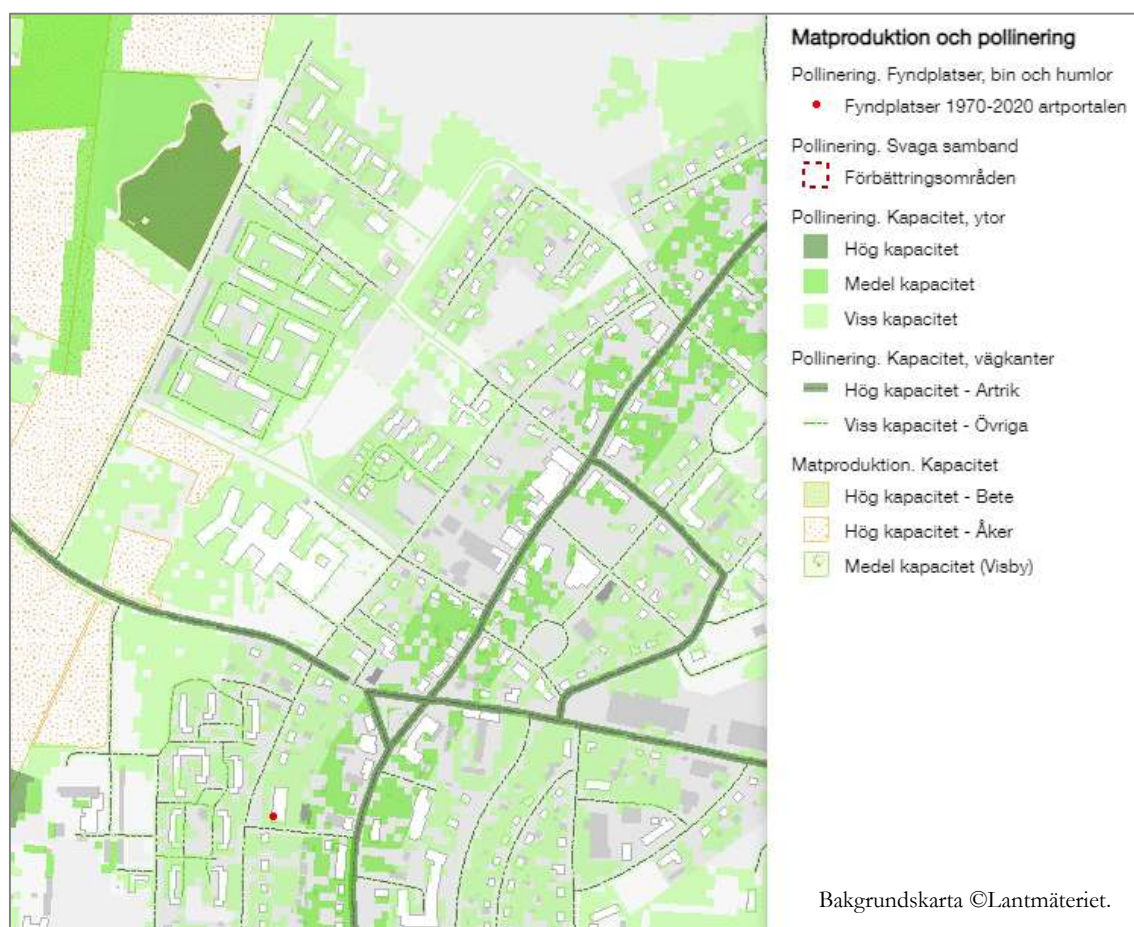 Matproduktion och pollinering
Pollinering. Fyndplatser, bin och humlor
Fyndplatser 1970-2020 artportalen
Pollinering. Svaga samband
Förbättringsområden
Pollinering. Kapacitet, ytor
Hög kapacitet
Medel kapacitet
Viss kapacitet
Pollinering. Kapacitet, vägkanter
Hög kapacitet - Artrik
Viss kapacitet - Övriga
Matproduktion. Kapacitet
Hög kapacitet - Bete
Hög kapacitet - Åker
Medel kapacitet (Visby)
Bakgrundskarta ©Lantmäteriet.